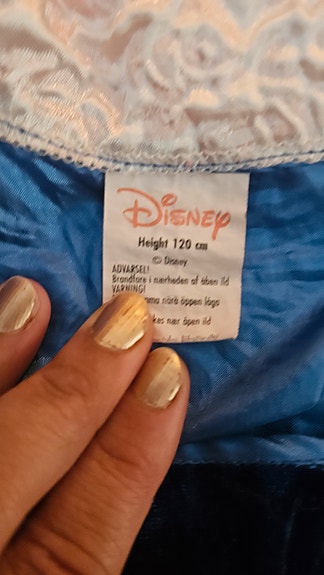 Disney
Height 120 cm
© Disney
ADVARSEL!
Brandfare i nærheden af åben ild
VARNING!
nära öppen låga
nær åpen ild